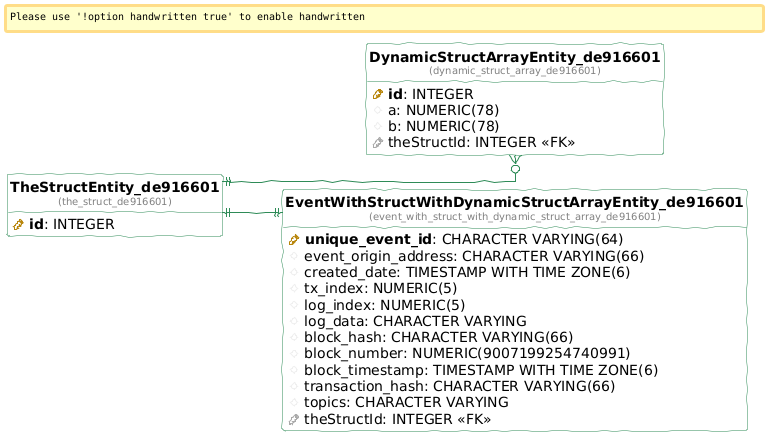 Please use '!option handwritten true' to enable handwritten
DynamicStructArrayEntity_de916601
(dynamic_struct_array_de916601)
id: INTEGER
a: NUMERIC(78)
b: NUMERIC(78)
theStructId: INTEGER «FK»
TheStructEntity_de916601
(the_struct_de916601)
id: INTEGER
EventWithStructWithDynamicStructArrayEntity_de916601
(event_with_struct_with_dynamic_struct_array_de916601)
unique_event_id: CHARACTER VARYING(64)
event_origin_address: CHARACTER VARYING(66)
created_date: TIMESTAMP WITH TIME ZONE(6)
tx_index: NUMERIC(5)
log_index: NUMERIC(5)
log_data: CHARACTER VARYING
block_hash: CHARACTER VARYING(66)
block_number: NUMERIC(9007199254740991)
block_timestamp: TIMESTAMP WITH TIME ZONE(6)
transaction_hash: CHARACTER VARYING(66)
topics: CHARACTER VARYING
theStructId: INTEGER «FK»